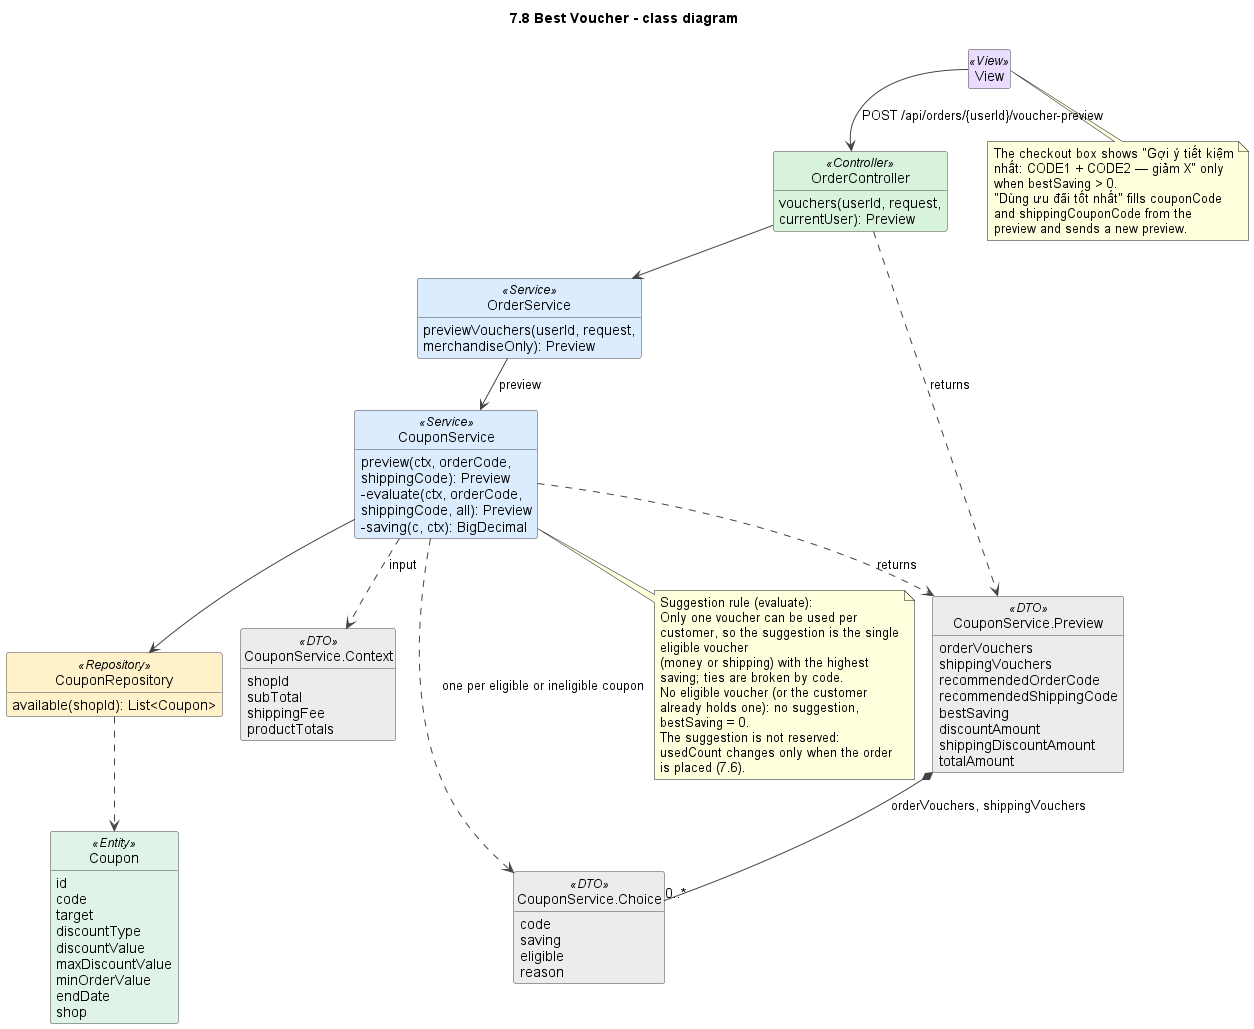 7.8 Best Voucher - class diagram
«View»
View
POST /api/orders/{userId}/voucher-preview
The checkout box shows "Gợi ý tiết kiệm
nhất: CODE1 + CODE2 — giảm X" only
when bestSaving > 0.
"Dùng ưu đãi tốt nhất" fills couponCode
and shippingCouponCode from the
preview and sends a new preview.
«Controller»
OrderController
vouchers(userId, request,
currentUser): Preview
«Service»
OrderService
previewVouchers(userId, request,
merchandiseOnly): Preview
returns
preview
«Service»
CouponService
preview(ctx, orderCode,
shippingCode): Preview
-evaluate(ctx, orderCode,
shippingCode, all): Preview
-saving(c, ctx): BigDecimal
input
returns
Suggestion rule (evaluate):
Only one voucher can be used per
customer, so the suggestion is the single
eligible voucher
(money or shipping) with the highest
saving; ties are broken by code.
No eligible voucher (or the customer
already holds one): no suggestion,
bestSaving = 0.
The suggestion is not reserved:
usedCount changes only when the order
is placed (7.6).
«DTO»
CouponService.Preview
orderVouchers
shippingVouchers
recommendedOrderCode
recommendedShippingCode
bestSaving
discountAmount
shippingDiscountAmount
totalAmount
«DTO»
CouponService.Context
shopId
subTotal
shippingFee
productTotals
«Repository»
CouponRepository
available(shopId): List<Coupon>
one per eligible or ineligible coupon
orderVouchers, shippingVouchers
«Entity»
Coupon
id
code
target
discountType
discountValue
maxDiscountValue
minOrderValue
endDate
shop
«DTO»
CouponService.Choice
code
saving
eligible
reason
0..*